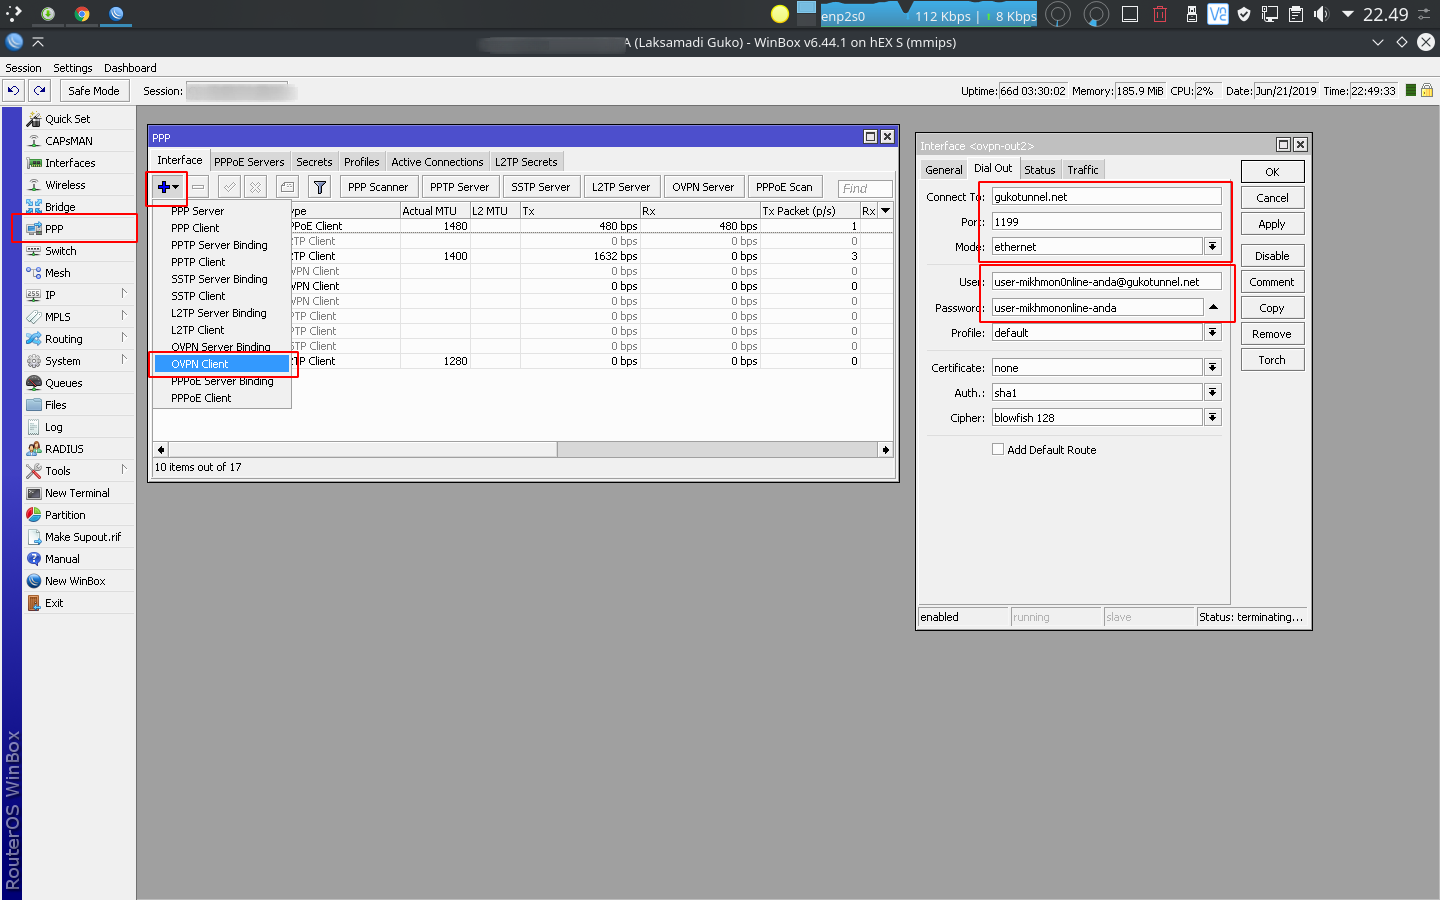 enp2s0 ↓ 112 Kbps | ↑ 8 Kbps
22.49
A (Laksamadi Guko) - WinBox v6.44.1 on hEX S (mmips)
Session Settings Dashboard
Safe Mode Session:
Uptime: 66d 03:30:02 Memory: 185.9 MiB CPU: 2% Date: Jun/21/2019 Time: 22:49:33
Quick Set
CAPsMAN
Interfaces
Wireless
Bridge
PPP
Switch
Mesh
IP
MPLS
Routing
System
Queues
Files
Log
RADIUS
Tools
New Terminal
Partition
Make Supout.rif
Manual
New WinBox
Exit
RouterOS WinBox
PPP
Interface PPPoE Servers Secrets Profiles Active Connections L2TP Secrets
PPP Scanner PPTP Server SSTP Server L2TP Server OVPN Server PPPoE Scan Find
PPP Server
PPP Client
PPTP Server Binding
PPTP Client
SSTP Server Binding
SSTP Client
L2TP Server Binding
L2TP Client
OVPN Server Binding
OVPN Client
PPPoE Server Binding
PPPoE Client
ype Actual MTU L2 MTU Tx Rx Tx Packet (p/s) Rx
PoE Client 1480 480 bps 480 bps 1
TP Client 0 bps 0 bps 0
TP Client 1400 1632 bps 0 bps 3
VPN Client 0 bps 0 bps 0
VPN Client 0 bps 0 bps 0
TP Client 0 bps 0 bps 0
TP Client 0 bps 0 bps 0
VPN Client 0 bps 0 bps 0
VPN Client 0 bps 0 bps 0
TP Client 1280 0 bps 0 bps 0
10 items out of 17
Interface <ovpn-out2>
General Dial Out Status Traffic
Connect To: gukotunnel.net
Port: 1199
Mode: ethernet
User: user-mikhmon0nline-anda@gukotunnel.net
Password: user-mikhmononline-anda
Profile: default
Certificate: none
Auth.: sha1
Cipher: blowfish 128
Add Default Route
OK
Cancel
Apply
Disable
Comment
Copy
Remove
Torch
enabled running slave Status: terminating...